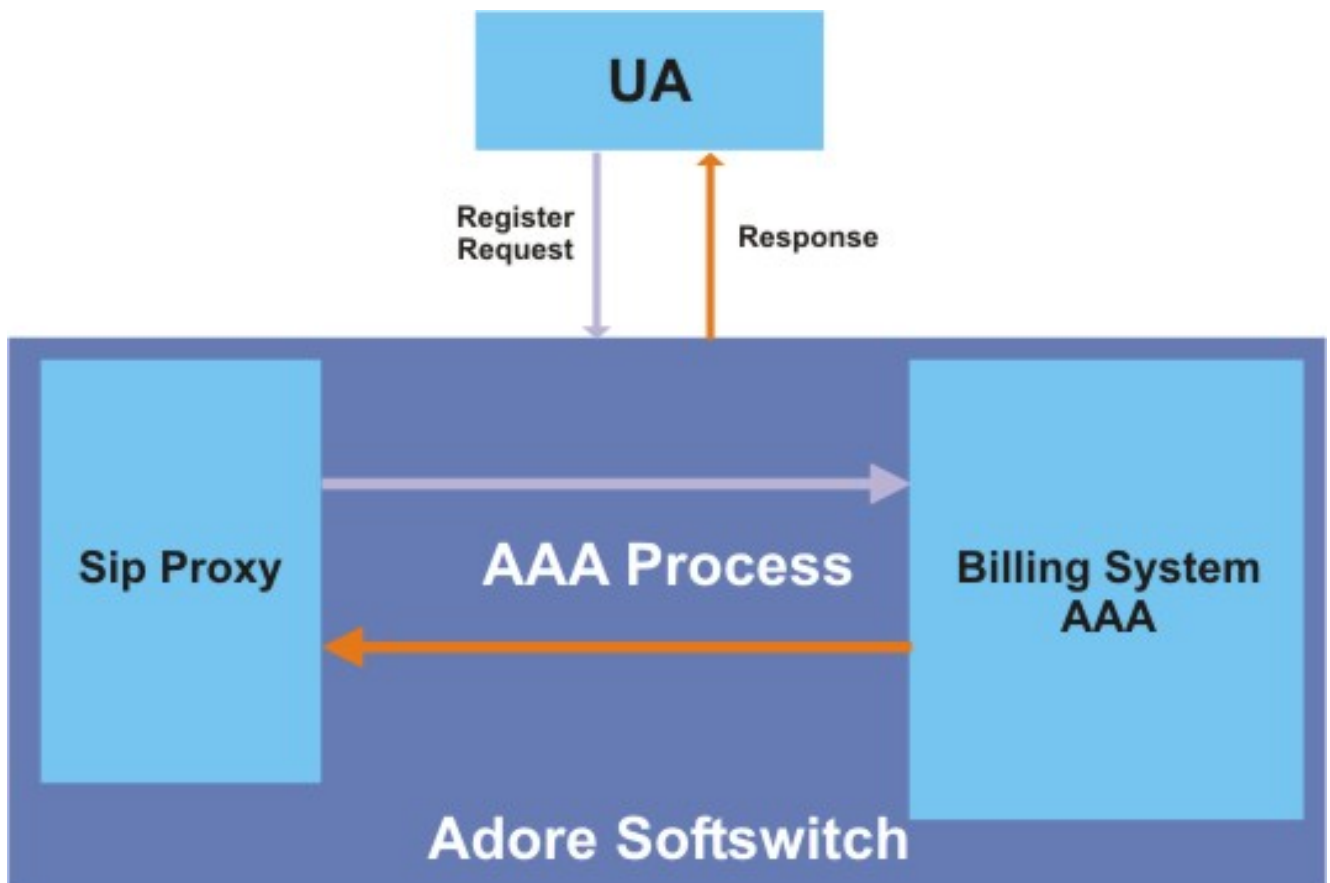 UA
Register
Request
Response
Sip Proxy
AAA Process
Billing System
AAA
Adore Softswitch